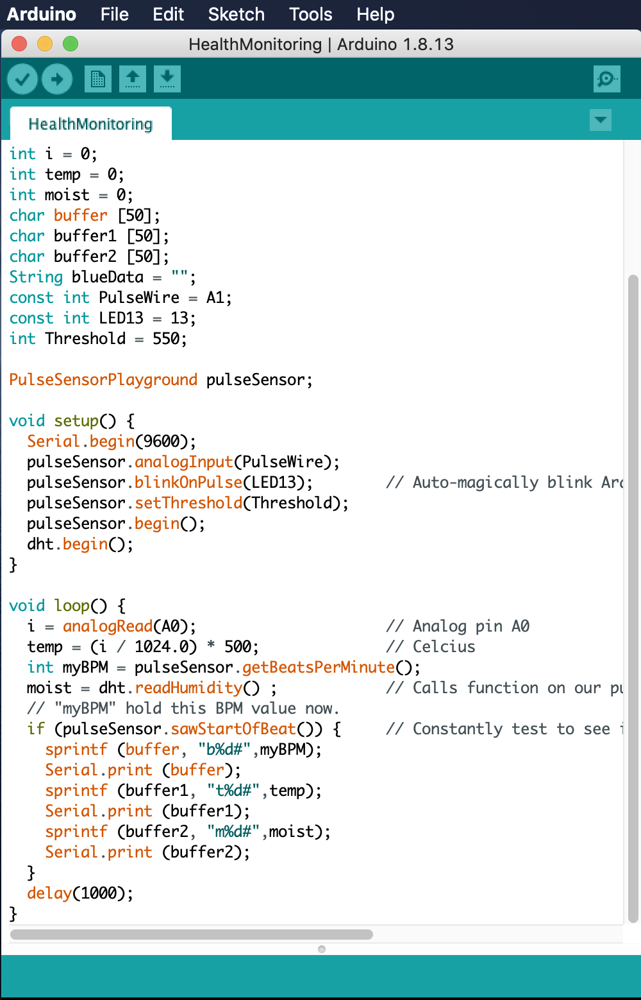 Arduino File Edit Sketch Tools Help
HealthMonitoring | Arduino 1.8.13
HealthMonitoring
int i = 0;
int temp = 0;
int moist = 0;
char buffer [50];
char buffer1 [50];
char buffer2 [50];
String blueData = "";
const int PulseWire = A1;
const int LED13 = 13;
int Threshold = 550;
PulseSensorPlayground pulseSensor;
void setup() {
  Serial.begin(9600);
  pulseSensor.analogInput(PulseWire);
  pulseSensor.blinkOnPulse(LED13);        // Auto-magically blink
  pulseSensor.setThreshold(Threshold);
  pulseSensor.begin();
  dht.begin();
}
void loop() {
  i = analogRead(A0);                     // Analog pin A0
  temp = (i / 1024.0) * 500;              // Celcius
  int myBPM = pulseSensor.getBeatsPerMinute();
  moist = dht.readHumidity() ;            // Calls function on our
  // "myBPM" hold this BPM value now.
  if (pulseSensor.sawStartOfBeat()) {     // Constantly test to see
    sprintf (buffer, "b%d#",myBPM);
    Serial.print (buffer);
    sprintf (buffer1, "t%d#",temp);
    Serial.print (buffer1);
    sprintf (buffer2, "m%d#",moist);
    Serial.print (buffer2);
  }
  delay(1000);
}